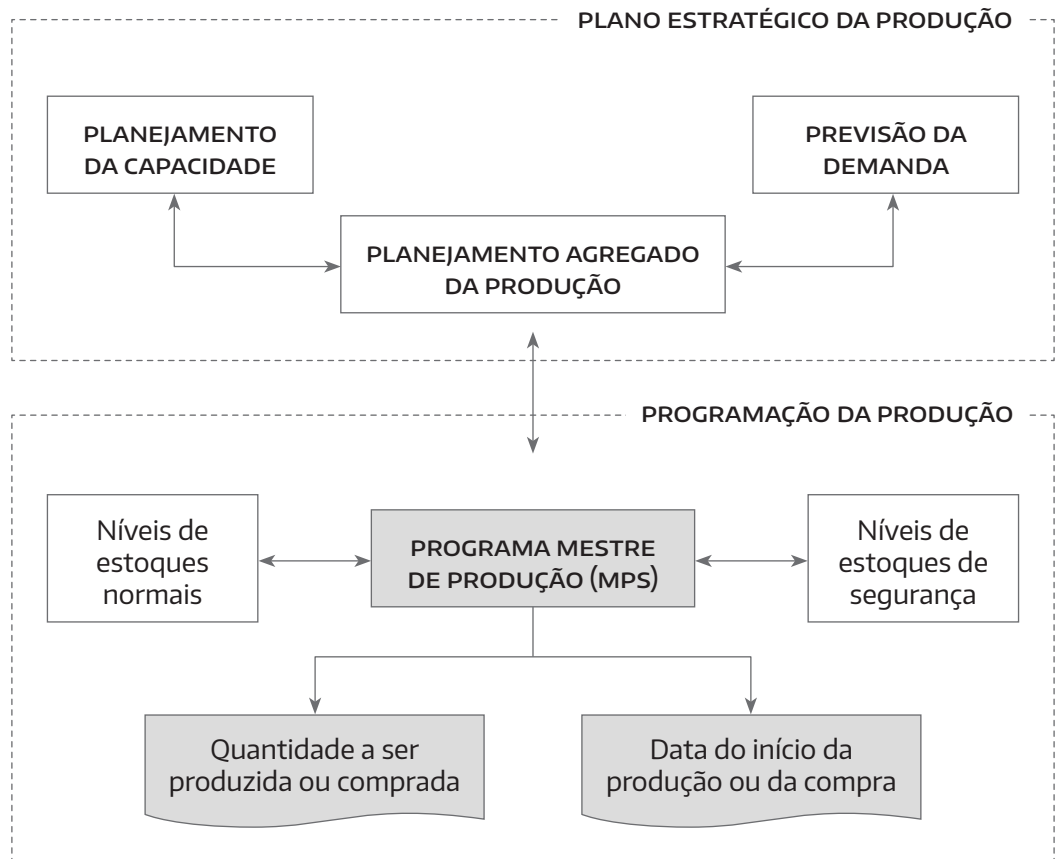 PLANO ESTRATÉGICO DA PRODUÇÃO
PLANEJAMENTO
DA CAPACIDADE
PREVISÃO DA
DEMANDA
PLANEJAMENTO AGREGADO
DA PRODUÇÃO
PROGRAMAÇÃO DA PRODUÇÃO
Níveis de
estoques
normais
PROGRAMA MESTRE
DE PRODUÇÃO (MPS)
Níveis de
estoques de
segurança
Quantidade a ser
produzida ou comprada
Data do início da
produção ou da compra